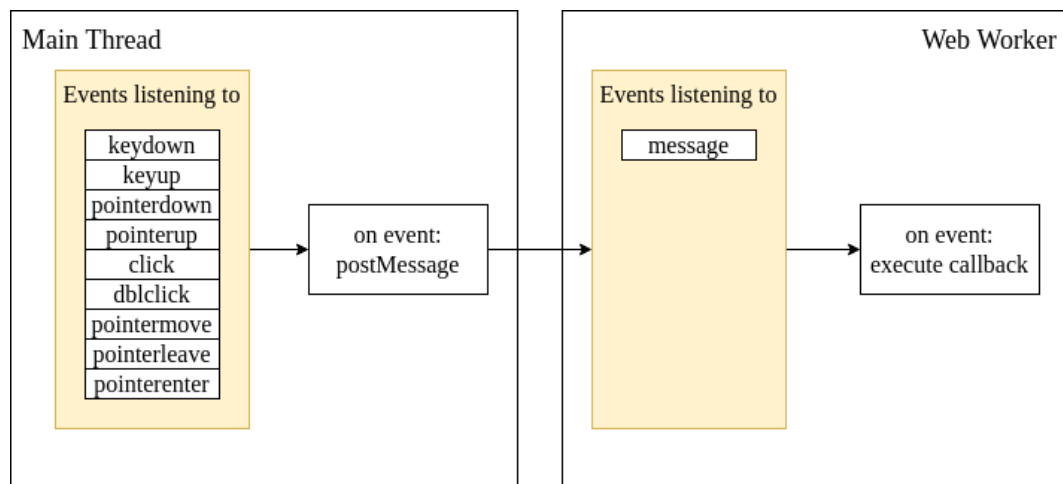 Main Thread
Events listening to
keydown
keyup
pointerdown
pointerup
click
dblclick
pointermove
pointerleave
pointerenter
on event:
postMessage
Web Worker
Events listening to
message
on event:
execute callback